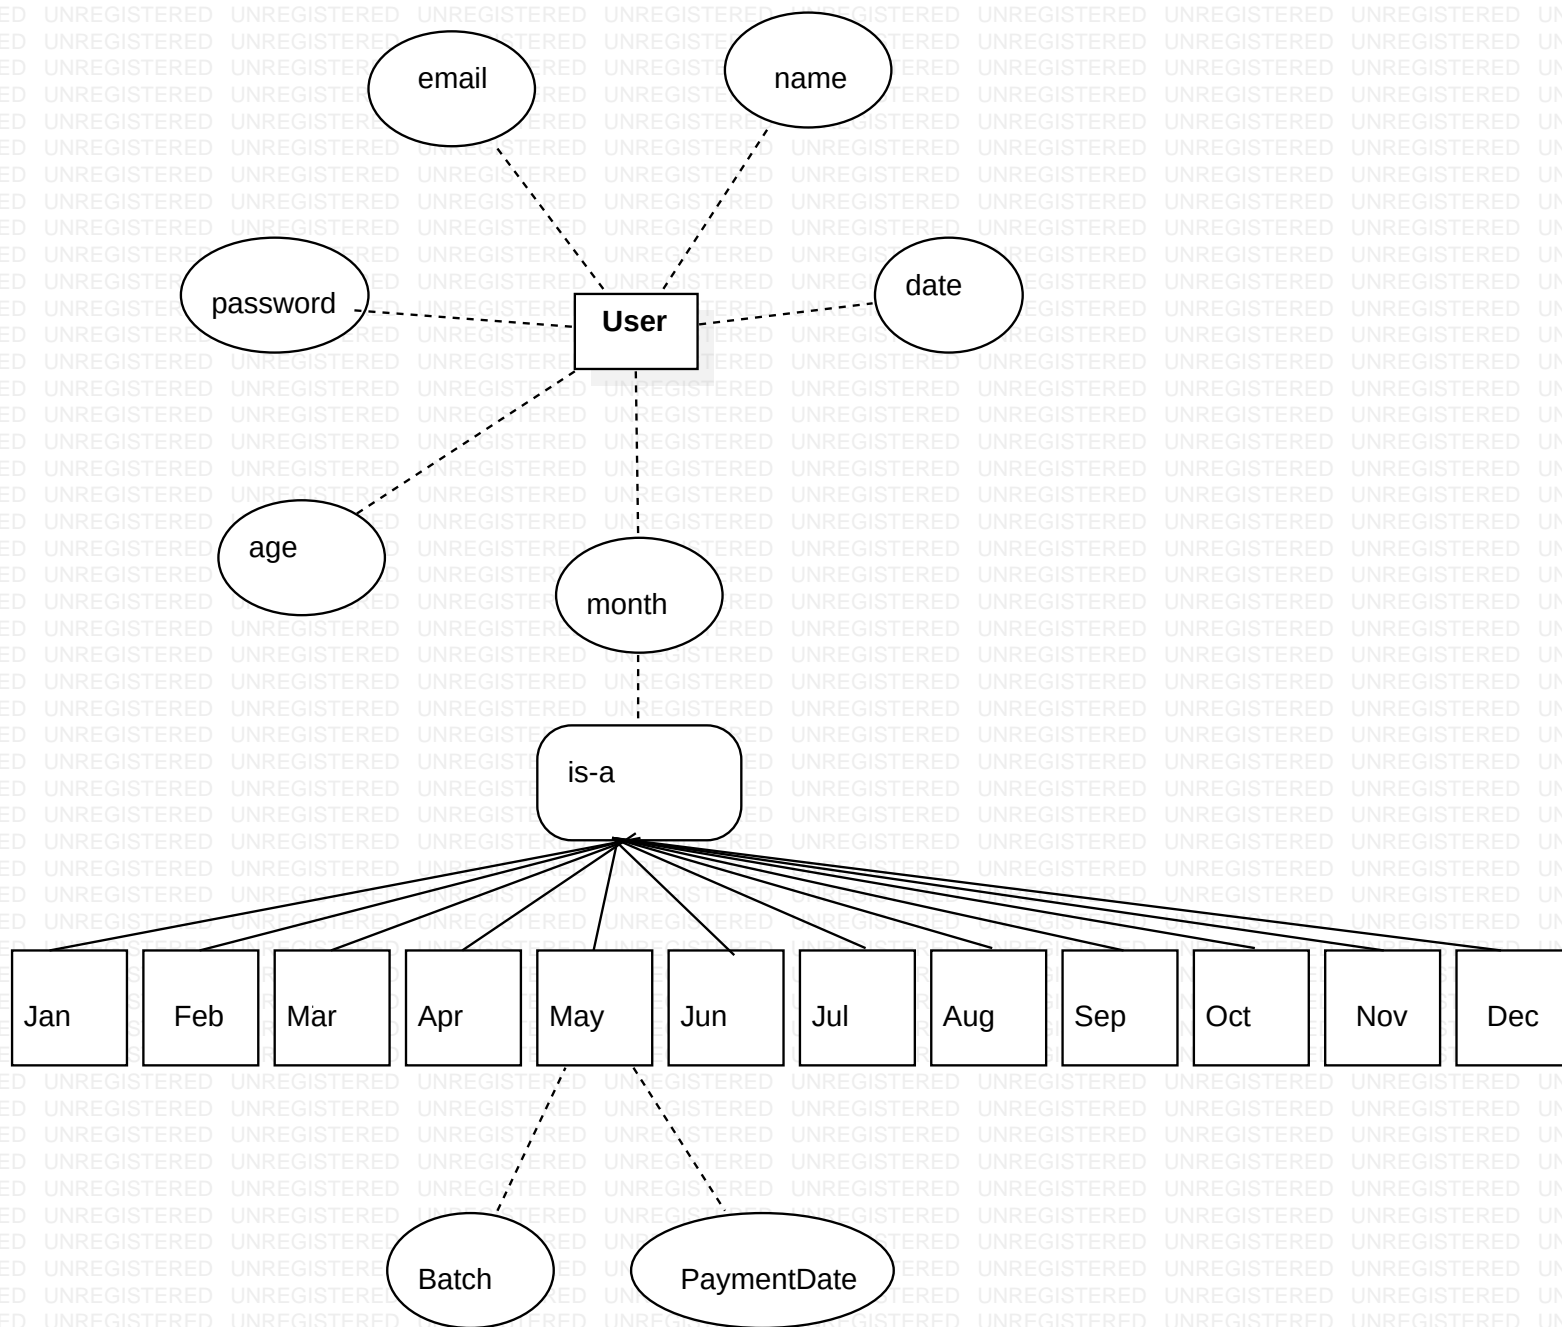 email
name
password
User
date
age
month
is-a
Jan
Feb
Mar
Apr
May
Jun
Jul
Aug
Sep
Oct
Nov
Dec
Batch
PaymentDate
UNREGISTERED